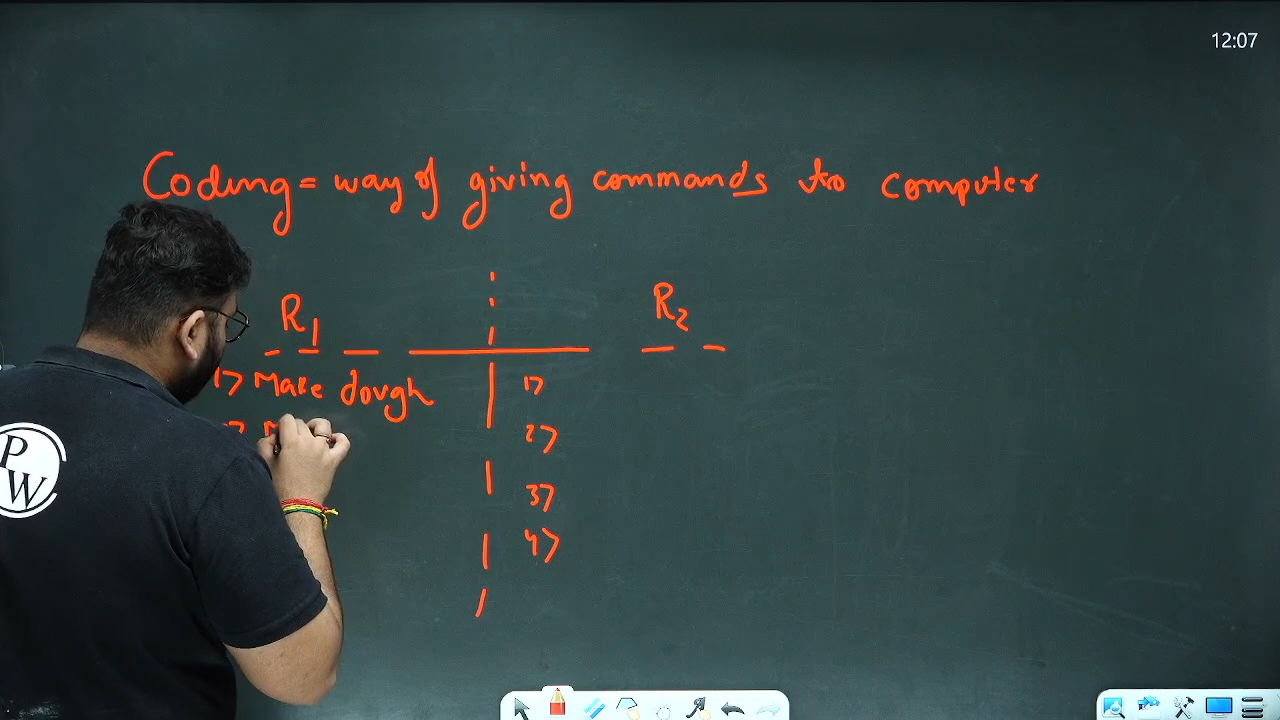 12:07
Coding = way of giving commands to computer
R1 R2
1> Make dough 1>
2> M 2>
3>
4>
PW